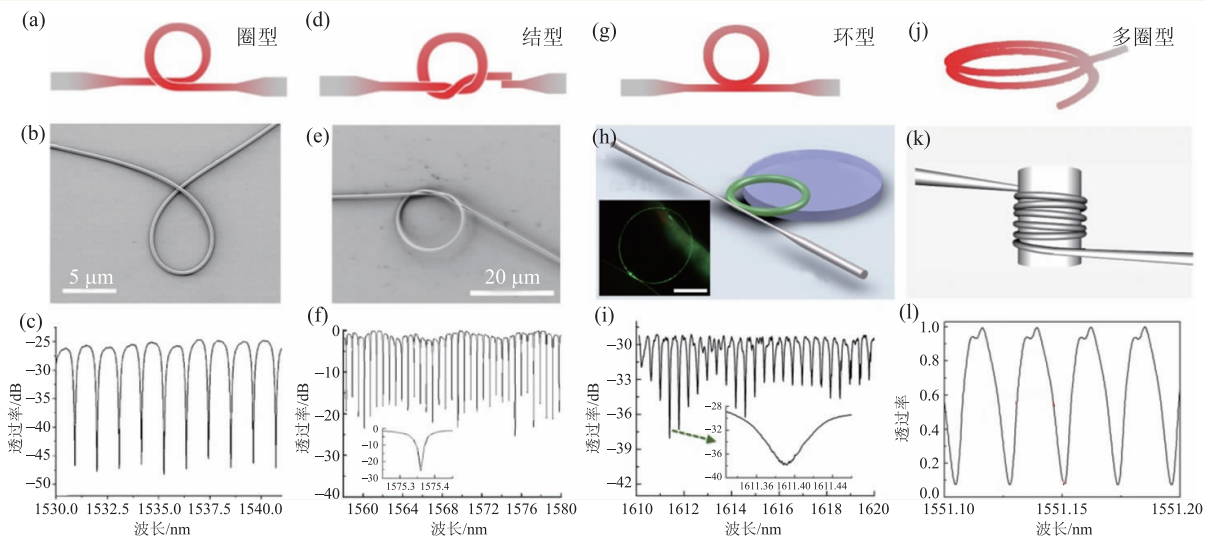 (a)
圈型
(d)
结型
(g)
环型
(j)
多圈型
(b)
5 μm
(e)
20 μm
(h)
(k)
(c)
透过率/dB
−25
−30
−35
−40
−45
−50
1530.0
1532.5
1535.0
1537.5
1540.0
波长/nm
(f)
透过率/dB
0
−10
−20
−30
−40
0
−10
−20
−30
1575.3
1575.4
1560
1564
1568
1572
1576
1580
波长/nm
(i)
透过率/dB
−30
−33
−36
−39
−42
−28
−32
−36
−40
1611.36
1611.40
1611.44
1610
1612
1614
1616
1618
1620
波长/nm
(l)
透过率
1.0
0.8
0.6
0.4
0.2
0.0
1551.10
1551.15
1551.20
波长/nm